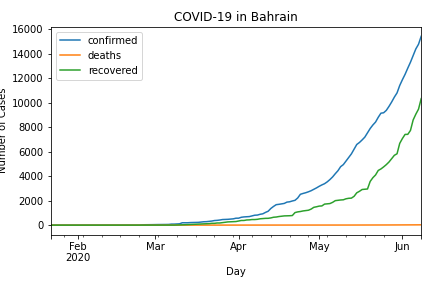 COVID-19 in Bahrain
confirmed
deaths
recovered
16000
14000
12000
10000
8000
6000
4000
2000
0
Number of Cases
Feb
2020
Mar
Apr
May
Jun
Day